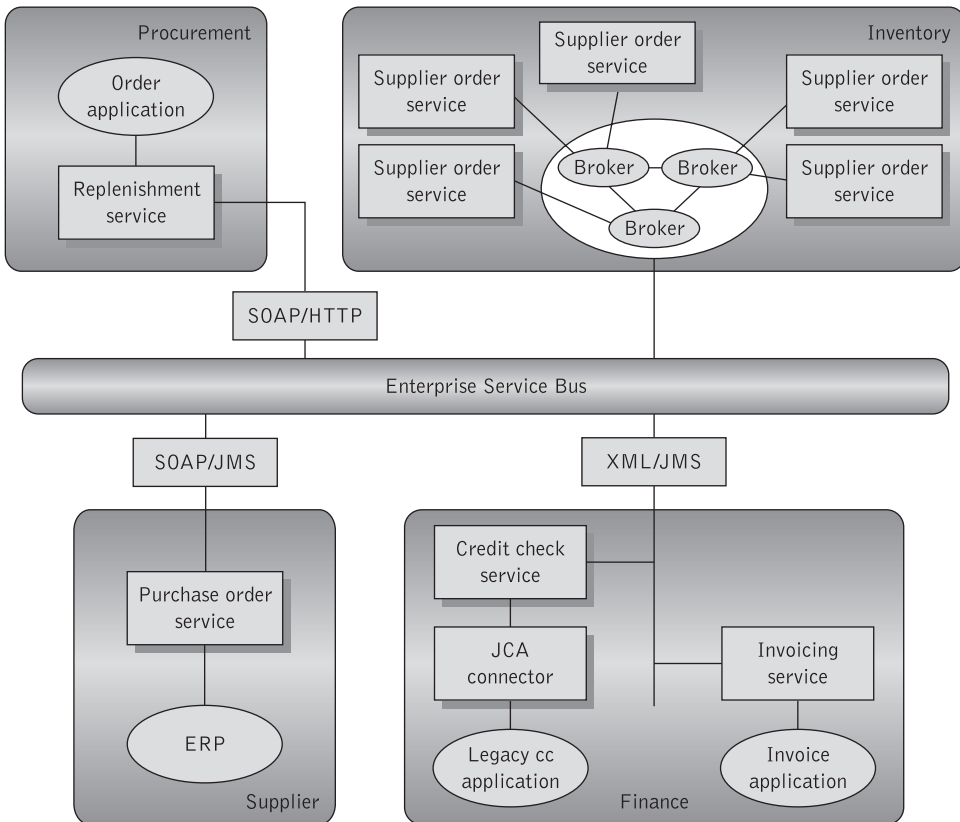 Procurement
Order
application
Replenishment
service
Inventory
Supplier order
service
Supplier order
service
Supplier order
service
Supplier order
service
Supplier order
service
Broker
Broker
Broker
SOAP/HTTP
Enterprise Service Bus
SOAP/JMS
XML/JMS
Purchase order
service
ERP
Supplier
Credit check
service
JCA
connector
Legacy cc
application
Invoicing
service
Invoice
application
Finance